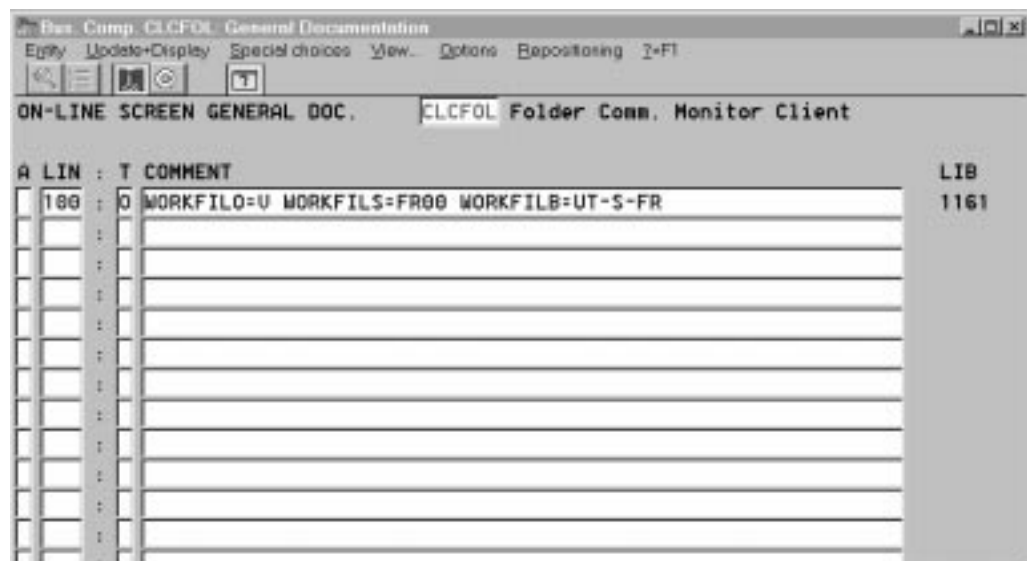 Bus. Comp. CLCFOL: General Documentation
Entity Update+Display Special choices View... Options Repositioning ?=F1
ON-LINE SCREEN GENERAL DOC. CLCFOL Folder Comm. Monitor Client
A LIN : T COMMENT LIB
100 : O WORKFILO=V WORKFILS=FR00 WORKFILB=UT-S-FR 1161
:
:
:
:
:
:
:
:
:
:
: